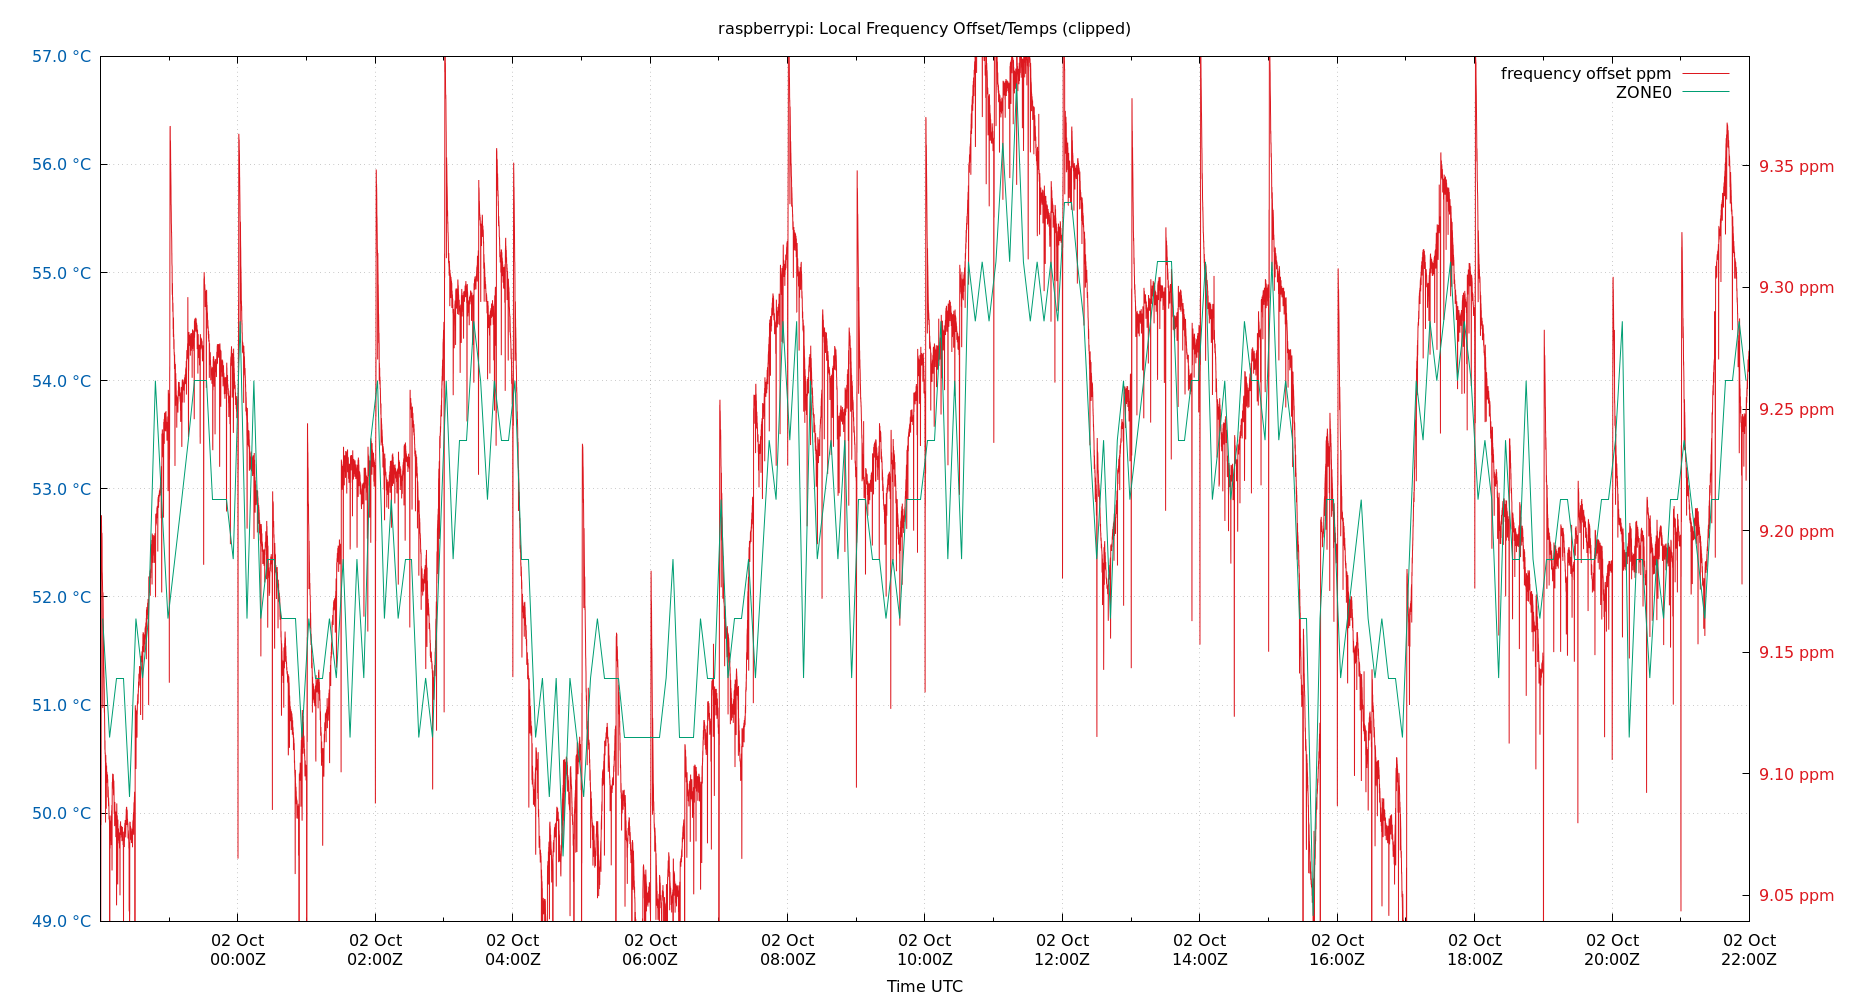 raspberrypi: Local Frequency Offset/Temps (clipped)
57.0 °C
56.0 °C
55.0 °C
54.0 °C
53.0 °C
52.0 °C
51.0 °C
50.0 °C
49.0 °C
frequency offset ppm
ZONE0
9.35 ppm
9.30 ppm
9.25 ppm
9.20 ppm
9.15 ppm
9.10 ppm
9.05 ppm
02 Oct 02 Oct 02 Oct 02 Oct 02 Oct 02 Oct 02 Oct 02 Oct 02 Oct 02 Oct 02 Oct 02 Oct
00:00Z 02:00Z 04:00Z 06:00Z 08:00Z 10:00Z 12:00Z 14:00Z 16:00Z 18:00Z 20:00Z 22:00Z
Time UTC